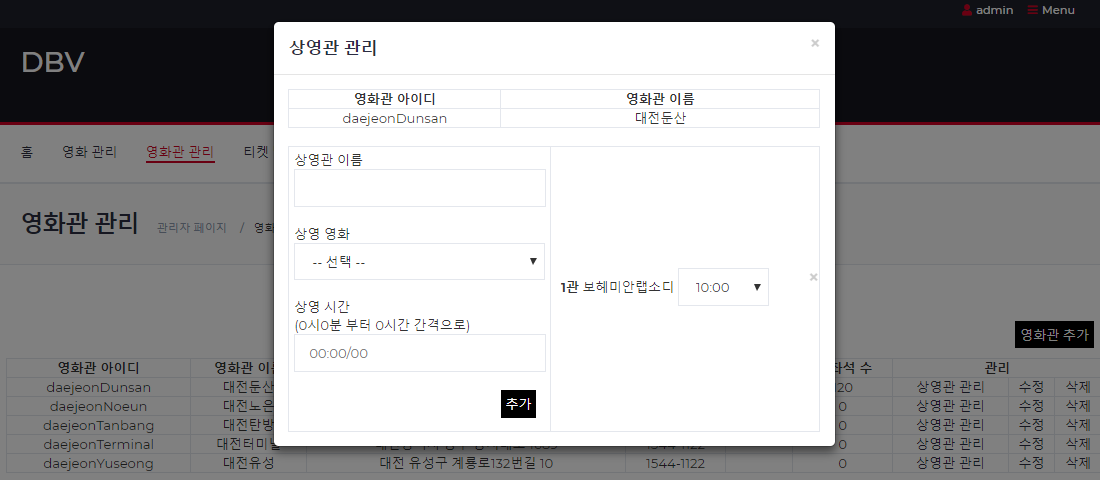 admin Menu
DBV
홈 영화 관리 영화관 관리 티켓
영화관 관리 관리자 페이지 / 영화
상영관 관리 ×
영화관 아이디 영화관 이름
daejeonDunsan 대전둔산
상영관 이름
상영 영화
-- 선택 --
상영 시간
(0시0분 부터 0시간 간격으로)
00:00/00
추가
1관 보헤미안랩소디 10:00 ×
영화관 추가
영화관 아이디 영화관 이 수 관리
daejeonDunsan 대전둔산 20 상영관 관리 수정 삭제
daejeonNoeun 대전노은 0 상영관 관리 수정 삭제
daejeonTanbang 대전탄방 0 상영관 관리 수정 삭제
daejeonTerminal 대전터미널 0 상영관 관리 수정 삭제
daejeonYuseong 대전유성 대전 유성구 계룡로132번길 10 1544-1122 0 상영관 관리 수정 삭제